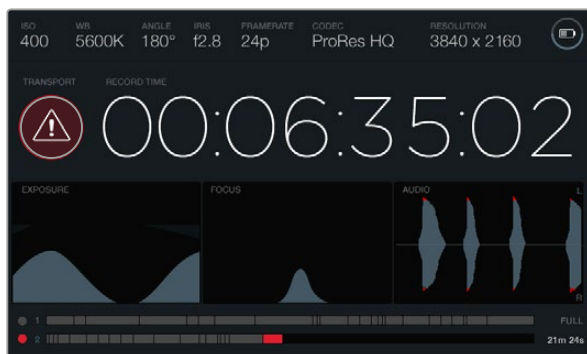 ISO WB ANGLE IRIS FRAMERATE CODEC RESOLUTION
400 5600K 180° f2.8 24p ProRes HQ 3840 x 2160
TRANSPORT RECORD TIME
00:06:35:02
EXPOSURE FOCUS AUDIO L
R
1 FULL
2 21m 24s